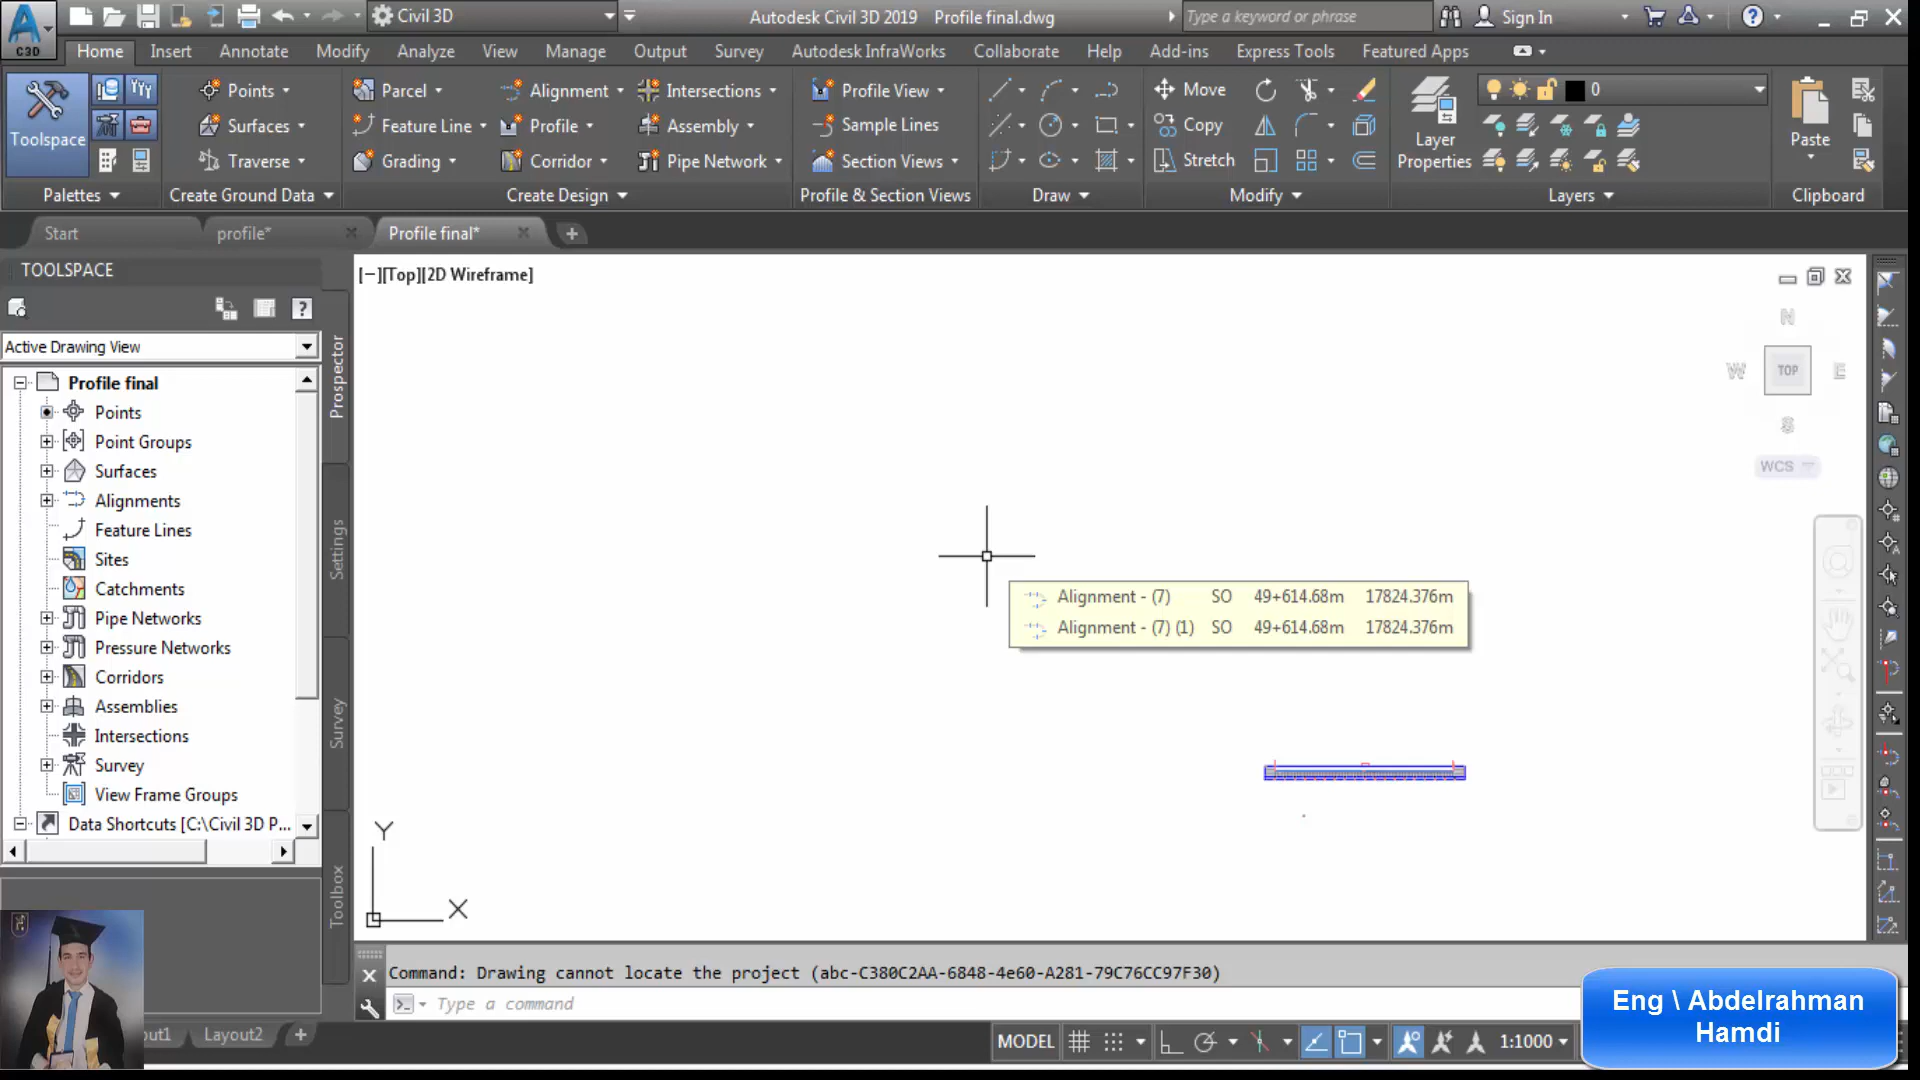 C3D
Civil 3D
Autodesk Civil 3D 2019 Profile final.dwg
Type a keyword or phrase
Sign In
Home Insert Annotate Modify Analyze View Manage Output Survey Autodesk InfraWorks Collaborate Help Add-ins Express Tools Featured Apps
Toolspace
Points
Surfaces
Traverse
Parcel
Feature Line
Grading
Alignment
Profile
Corridor
Intersections
Assembly
Pipe Network
Profile View
Sample Lines
Section Views
Move
Copy
Stretch
Layer
Properties
0
Paste
Palettes Create Ground Data Create Design Profile & Section Views Draw Modify Layers Clipboard
Start profile* Profile final*
TOOLSPACE
Active Drawing View
Profile final
Points
Point Groups
Surfaces
Alignments
Feature Lines
Sites
Catchments
Pipe Networks
Pressure Networks
Corridors
Assemblies
Intersections
Survey
View Frame Groups
Data Shortcuts [C:\Civil 3D P...
Prospector
Settings
Survey
Toolbox
[−][Top][2D Wireframe]
N
W TOP E
S
WCS
Alignment - (7) SO 49+614.68m 17824.376m
Alignment - (7) (1) SO 49+614.68m 17824.376m
Y
X
Command: Drawing cannot locate the project (abc-C380C2AA-6848-4e60-A281-79C76CC97F30)
Type a command
out1 Layout2
MODEL
1:1000
Eng \ Abdelrahman
Hamdi